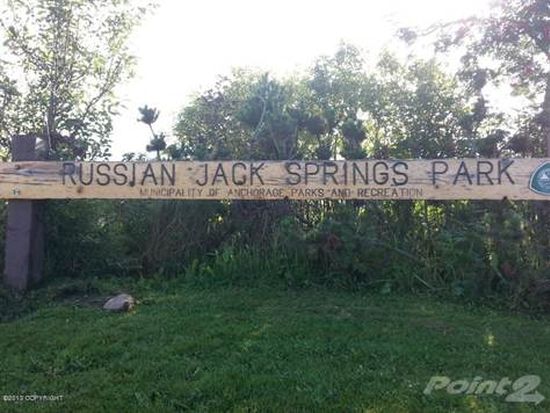 RUSSIAN JACK SPRINGS PARK
MUNICIPALITY OF ANCHORAGE PARKS AND RECREATION
©2013 COPYRIGHT
Point2